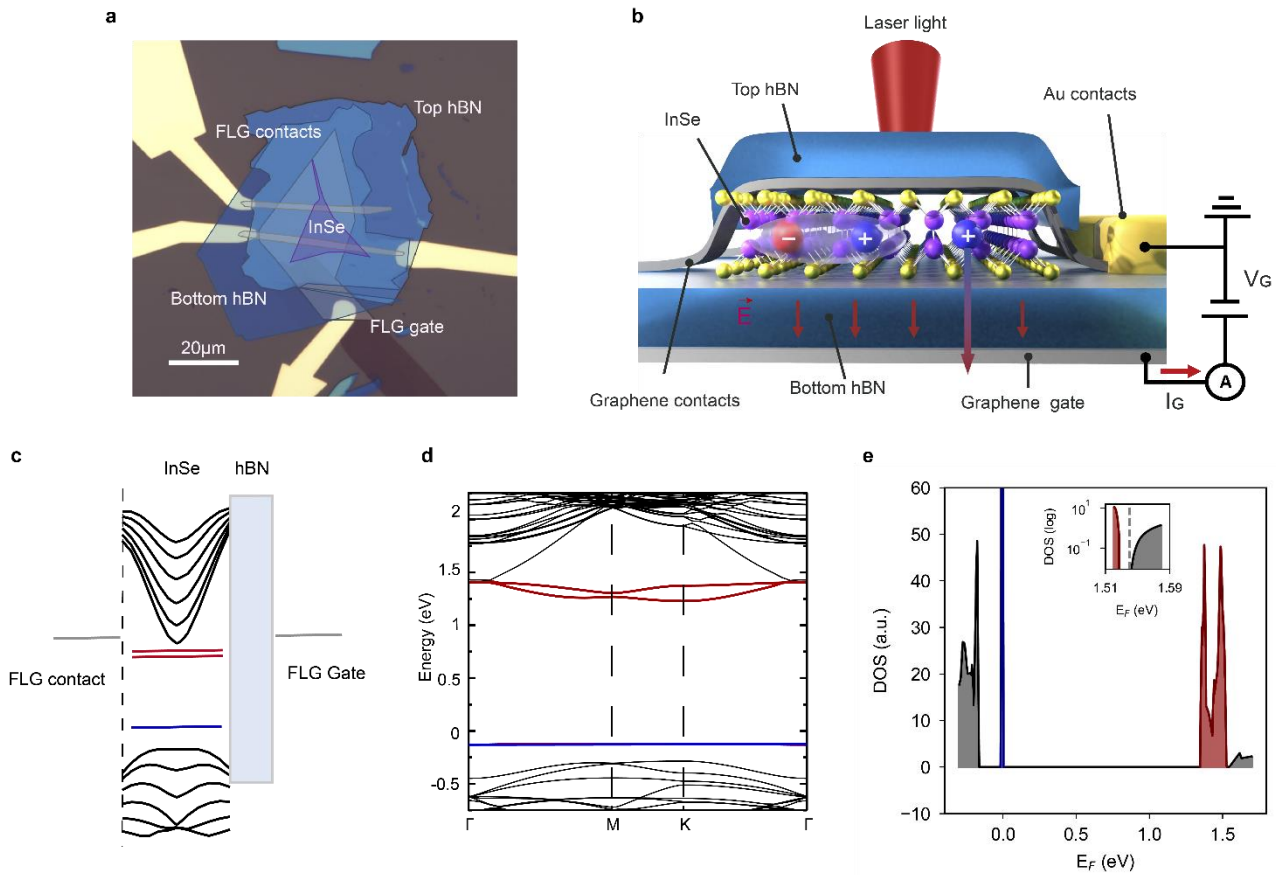 a
FLG contacts
Top hBN
InSe
Bottom hBN
FLG gate
20μm
b
Laser light
Top hBN
InSe
Au contacts
−
+
+
E
V_G
Bottom hBN
Graphene contacts
Graphene gate
I_G
A
c
InSe
hBN
FLG contact
FLG Gate
d
Energy (eV)
2
1.5
1
0.5
0
-0.5
Γ
M
K
Γ
e
DOS (a.u.)
60
50
40
30
20
10
0
−10
0.0
0.5
1.0
1.5
E_F (eV)
DOS (log)
10¹
10⁻¹
1.51
1.59
E_F (eV)